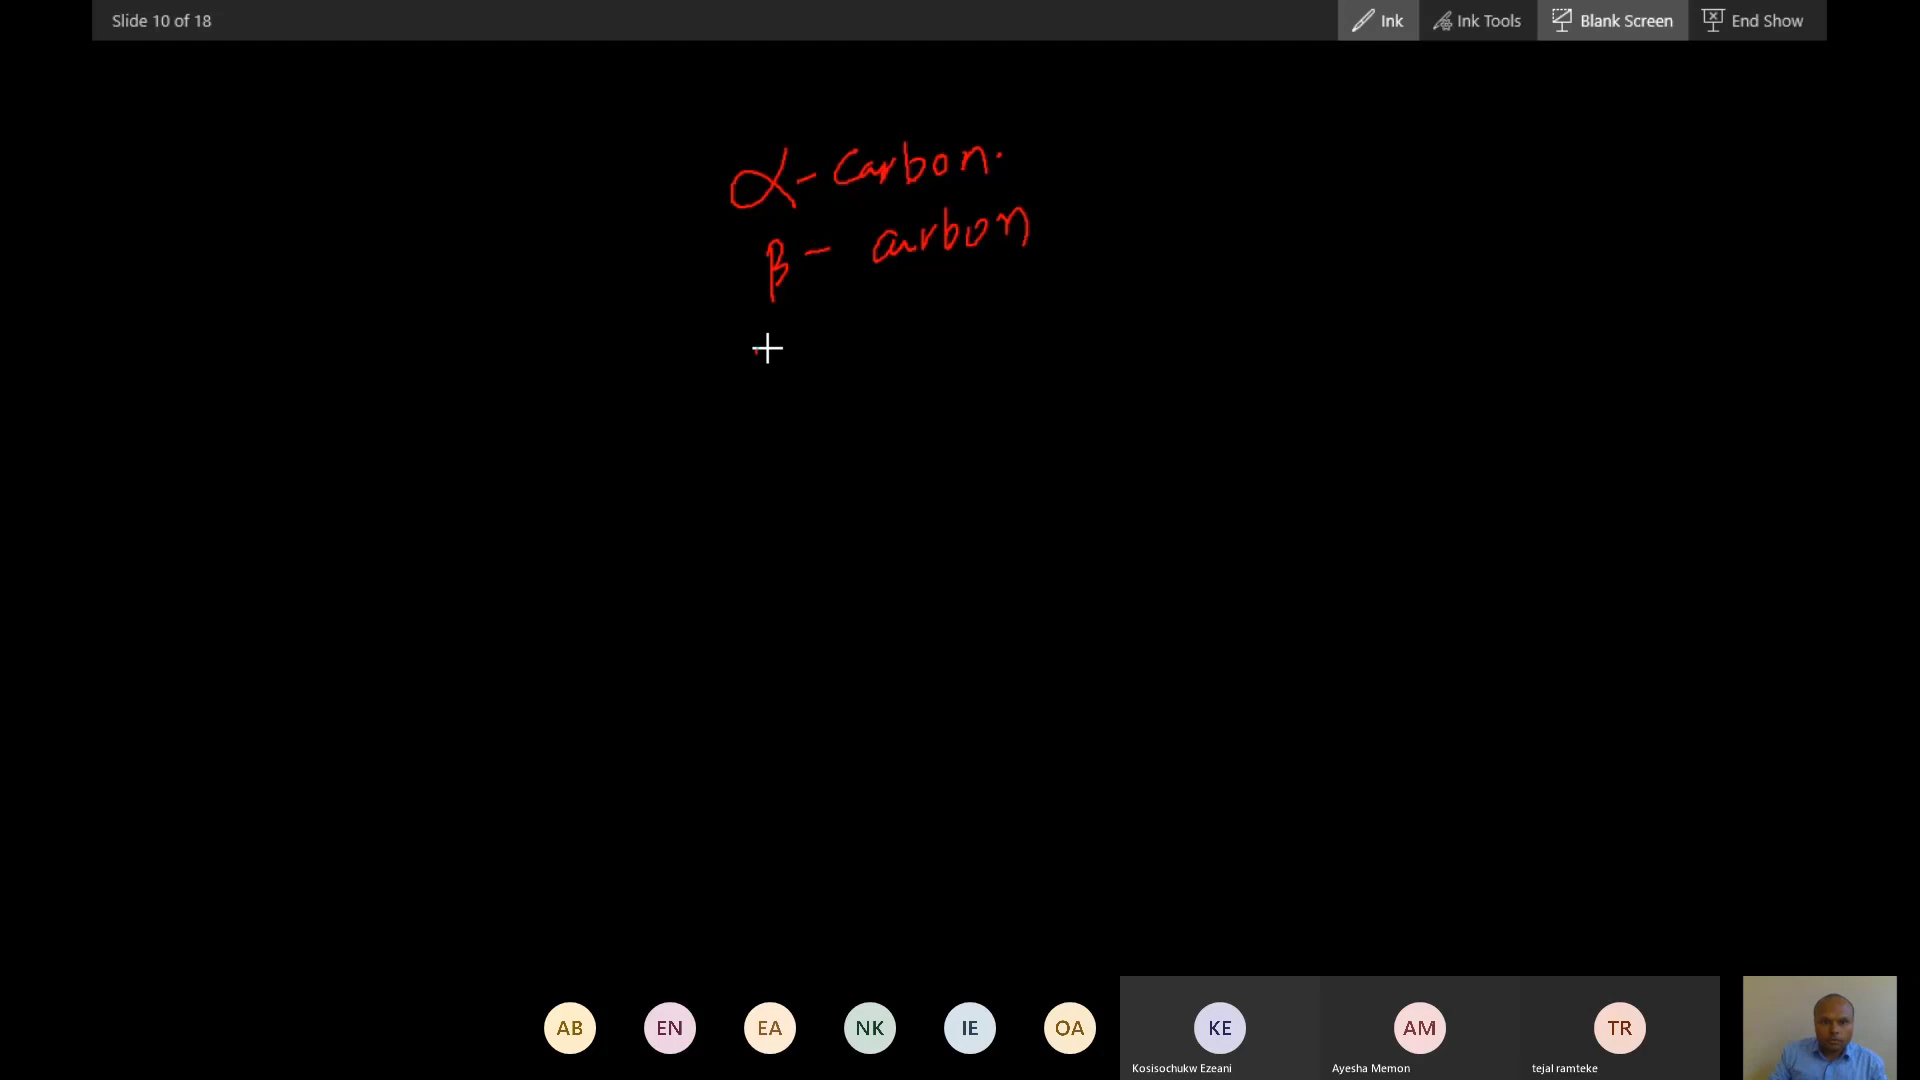 Slide 10 of 18
Ink
Ink Tools
Blank Screen
End Show
α - Carbon.
β - carbon
AB
EN
EA
NK
IE
OA
KE
AM
TR
Kosisochukw Ezeani
Ayesha Memon
tejal ramteke